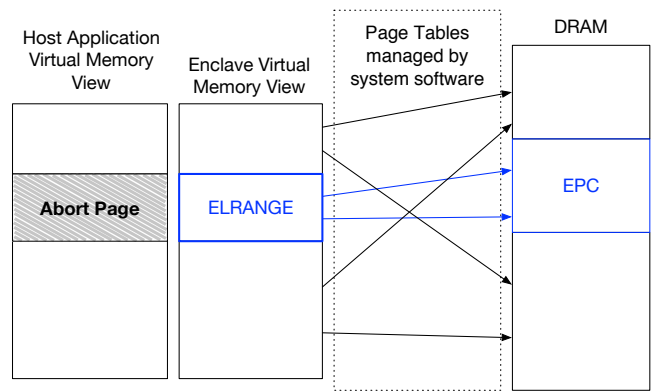 Host Application
Virtual Memory
View
Enclave Virtual
Memory View
Page Tables
managed by
system software
DRAM
Abort Page
ELRANGE
EPC